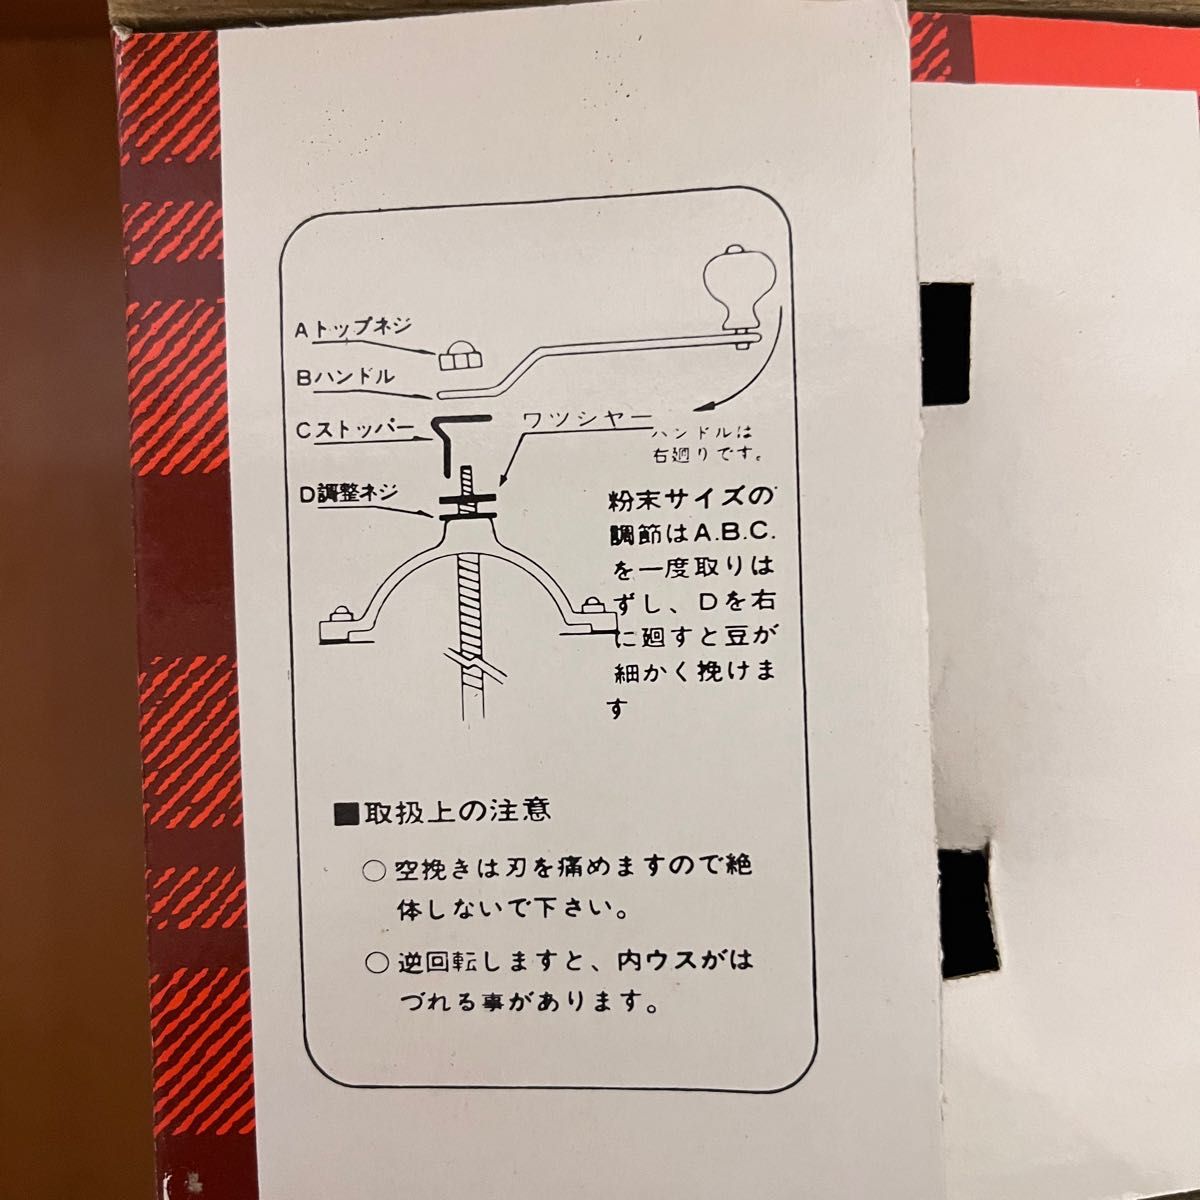 Aトップネジ
Bハンドル
Cストッパー
ワツシヤー
ハンドルは
右廻りです。
D調整ネジ
粉末サイズの
調節はA.B.C.
を一度取りは
ずし、Dを右
に廻すと豆が
細かく挽けま
す
■取扱上の注意
○空挽きは刃を痛めますので絶
体しないで下さい。
○逆回転しますと、内ウスがは
づれる事があります。